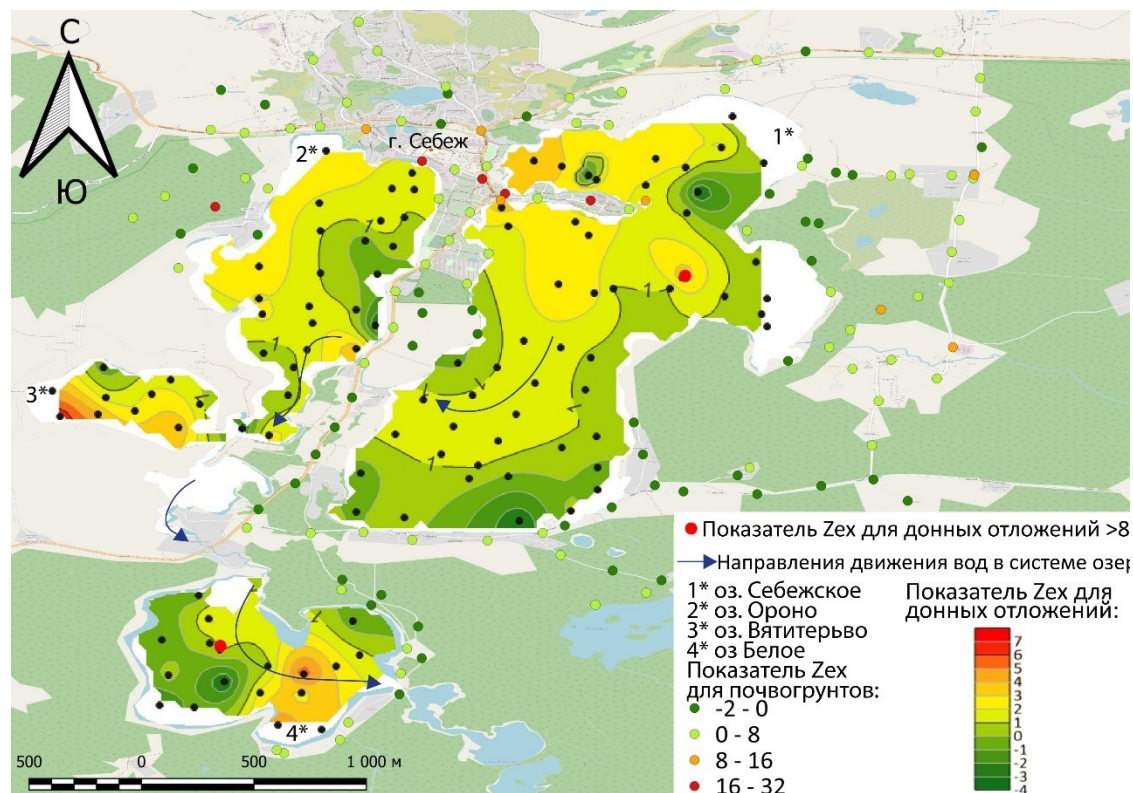 С
Ю
г. Себеж
1*
2*
3*
4*
1
1
1
1
1
1
1
1
500
0
500
1 000 м
Показатель Zex для донных отложений >8
Направления движения вод в системе озер
1* оз. Себежское
2* оз. Ороно
3* оз. Вятитерьво
4* оз Белое
Показатель Zex
для почвогрунтов:
-2 - 0
0 - 8
8 - 16
16 - 32
Показатель Zex для
донных отложений:
7
6
5
4
3
2
1
0
-1
-2
-3
-4